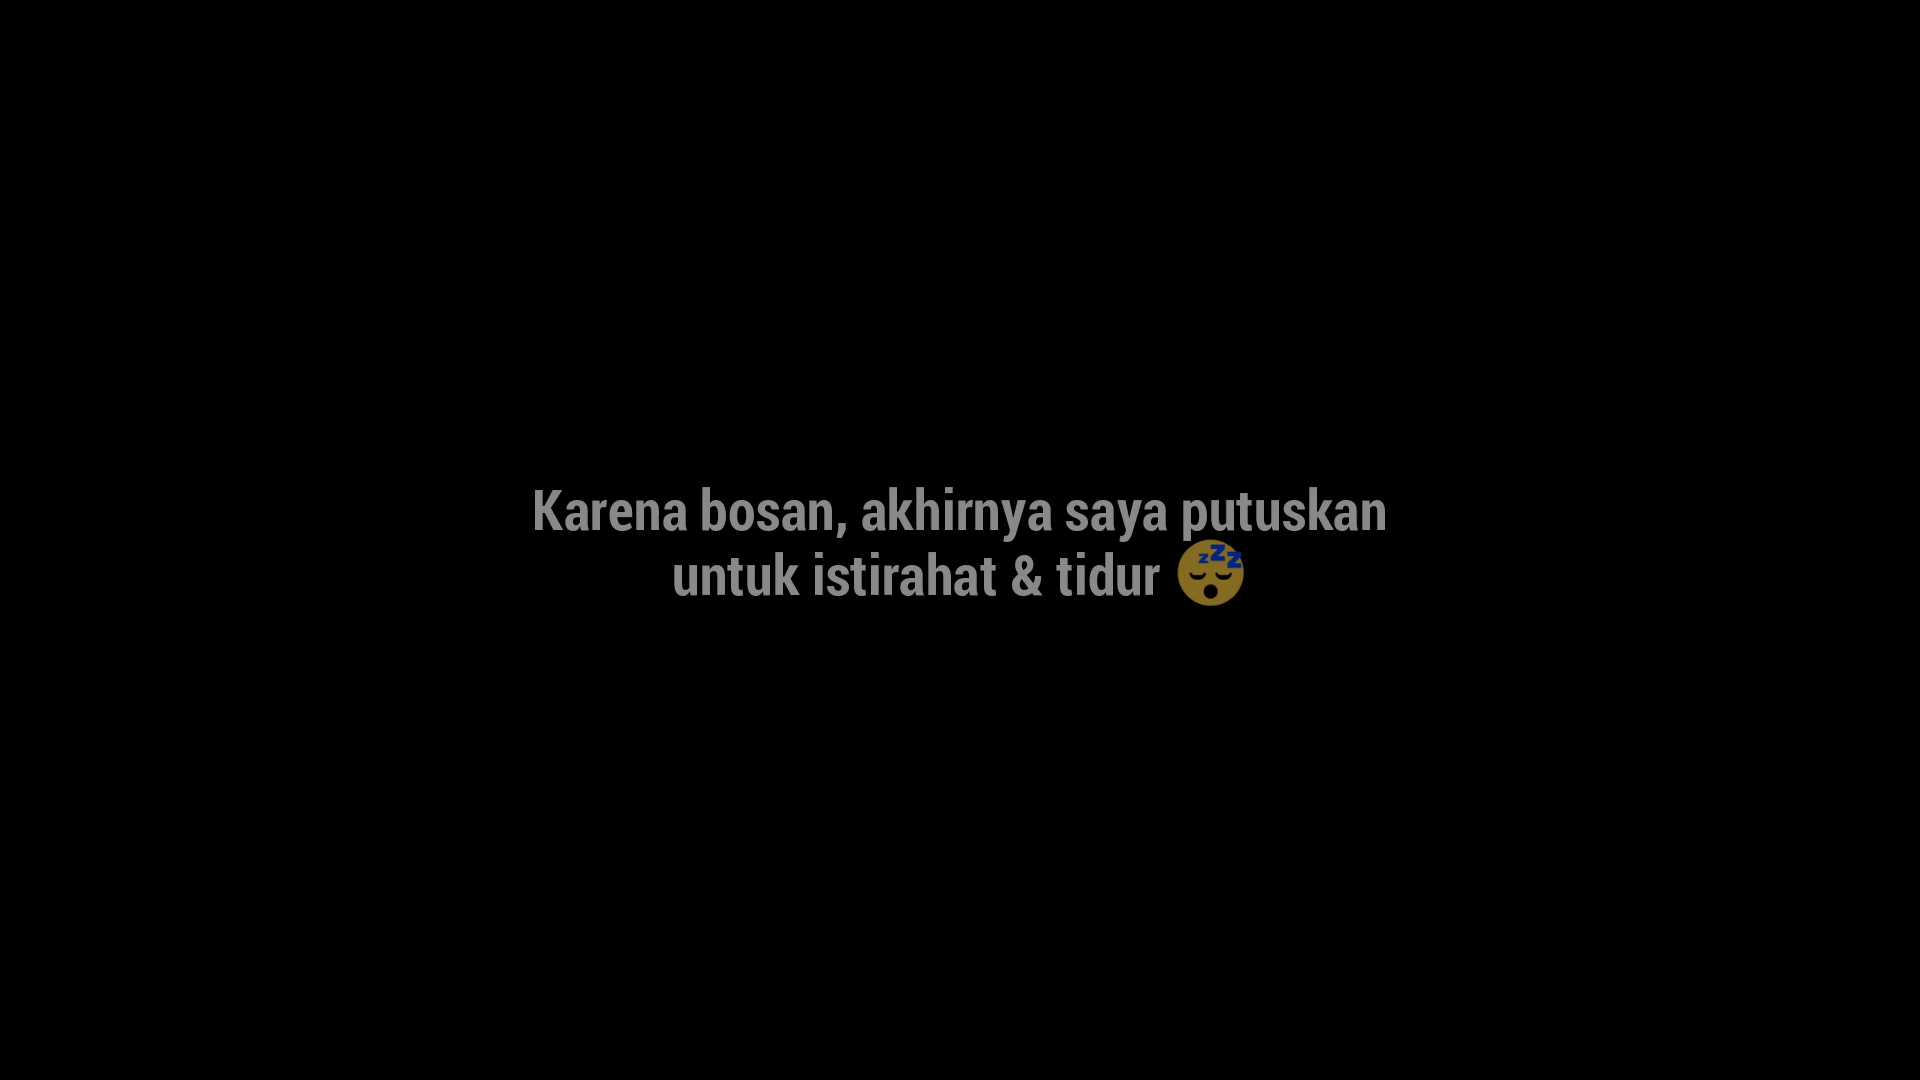 Karena bosan, akhirnya saya putuskan
untuk istirahat & tidur 😴